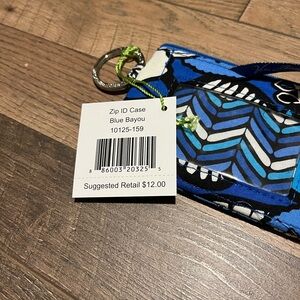 Zip ID Case
Blue Bayou
10125-159
8 86003 20325 5
Suggested Retail $12.00